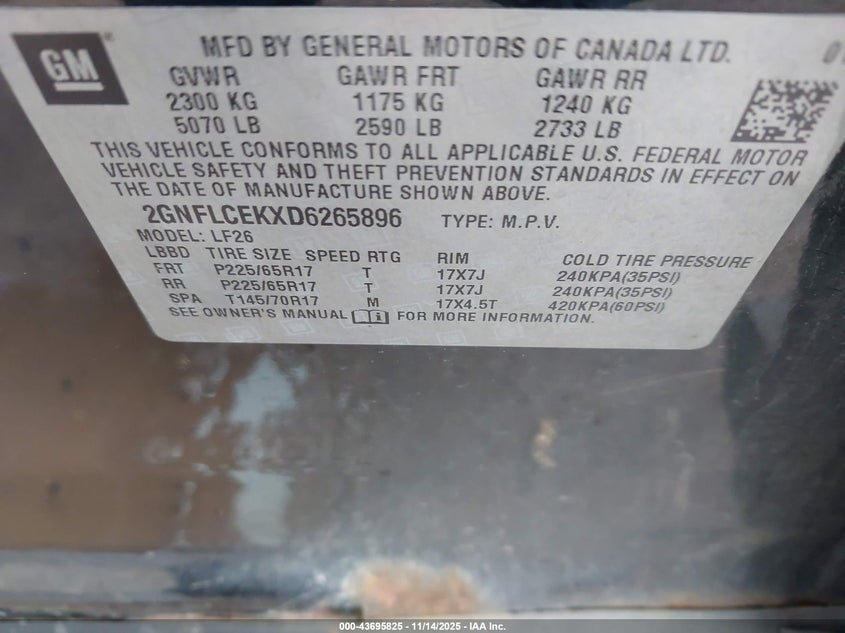 GM
MFD BY GENERAL MOTORS OF CANADA LTD.
GVWR GAWR FRT GAWR RR
2300 KG 1175 KG 1240 KG
5070 LB 2590 LB 2733 LB
THIS VEHICLE CONFORMS TO ALL APPLICABLE U.S. FEDERAL MOTOR
VEHICLE SAFETY AND THEFT PREVENTION STANDARDS IN EFFECT ON
THE DATE OF MANUFACTURE SHOWN ABOVE.
2GNFLCEKXD6265896 TYPE: M.P.V.
MODEL: LF26
LBBD TIRE SIZE SPEED RTG RIM COLD TIRE PRESSURE
FRT P225/65R17 T 17X7J 240KPA(35PSI)
RR P225/65R17 T 17X7J 240KPA(35PSI)
SPA T145/70R17 M 17X4.5T 420KPA(60PSI)
SEE OWNER'S MANUAL FOR MORE INFORMATION.
000-43695825 | 11/14/2025 | IAA Inc.